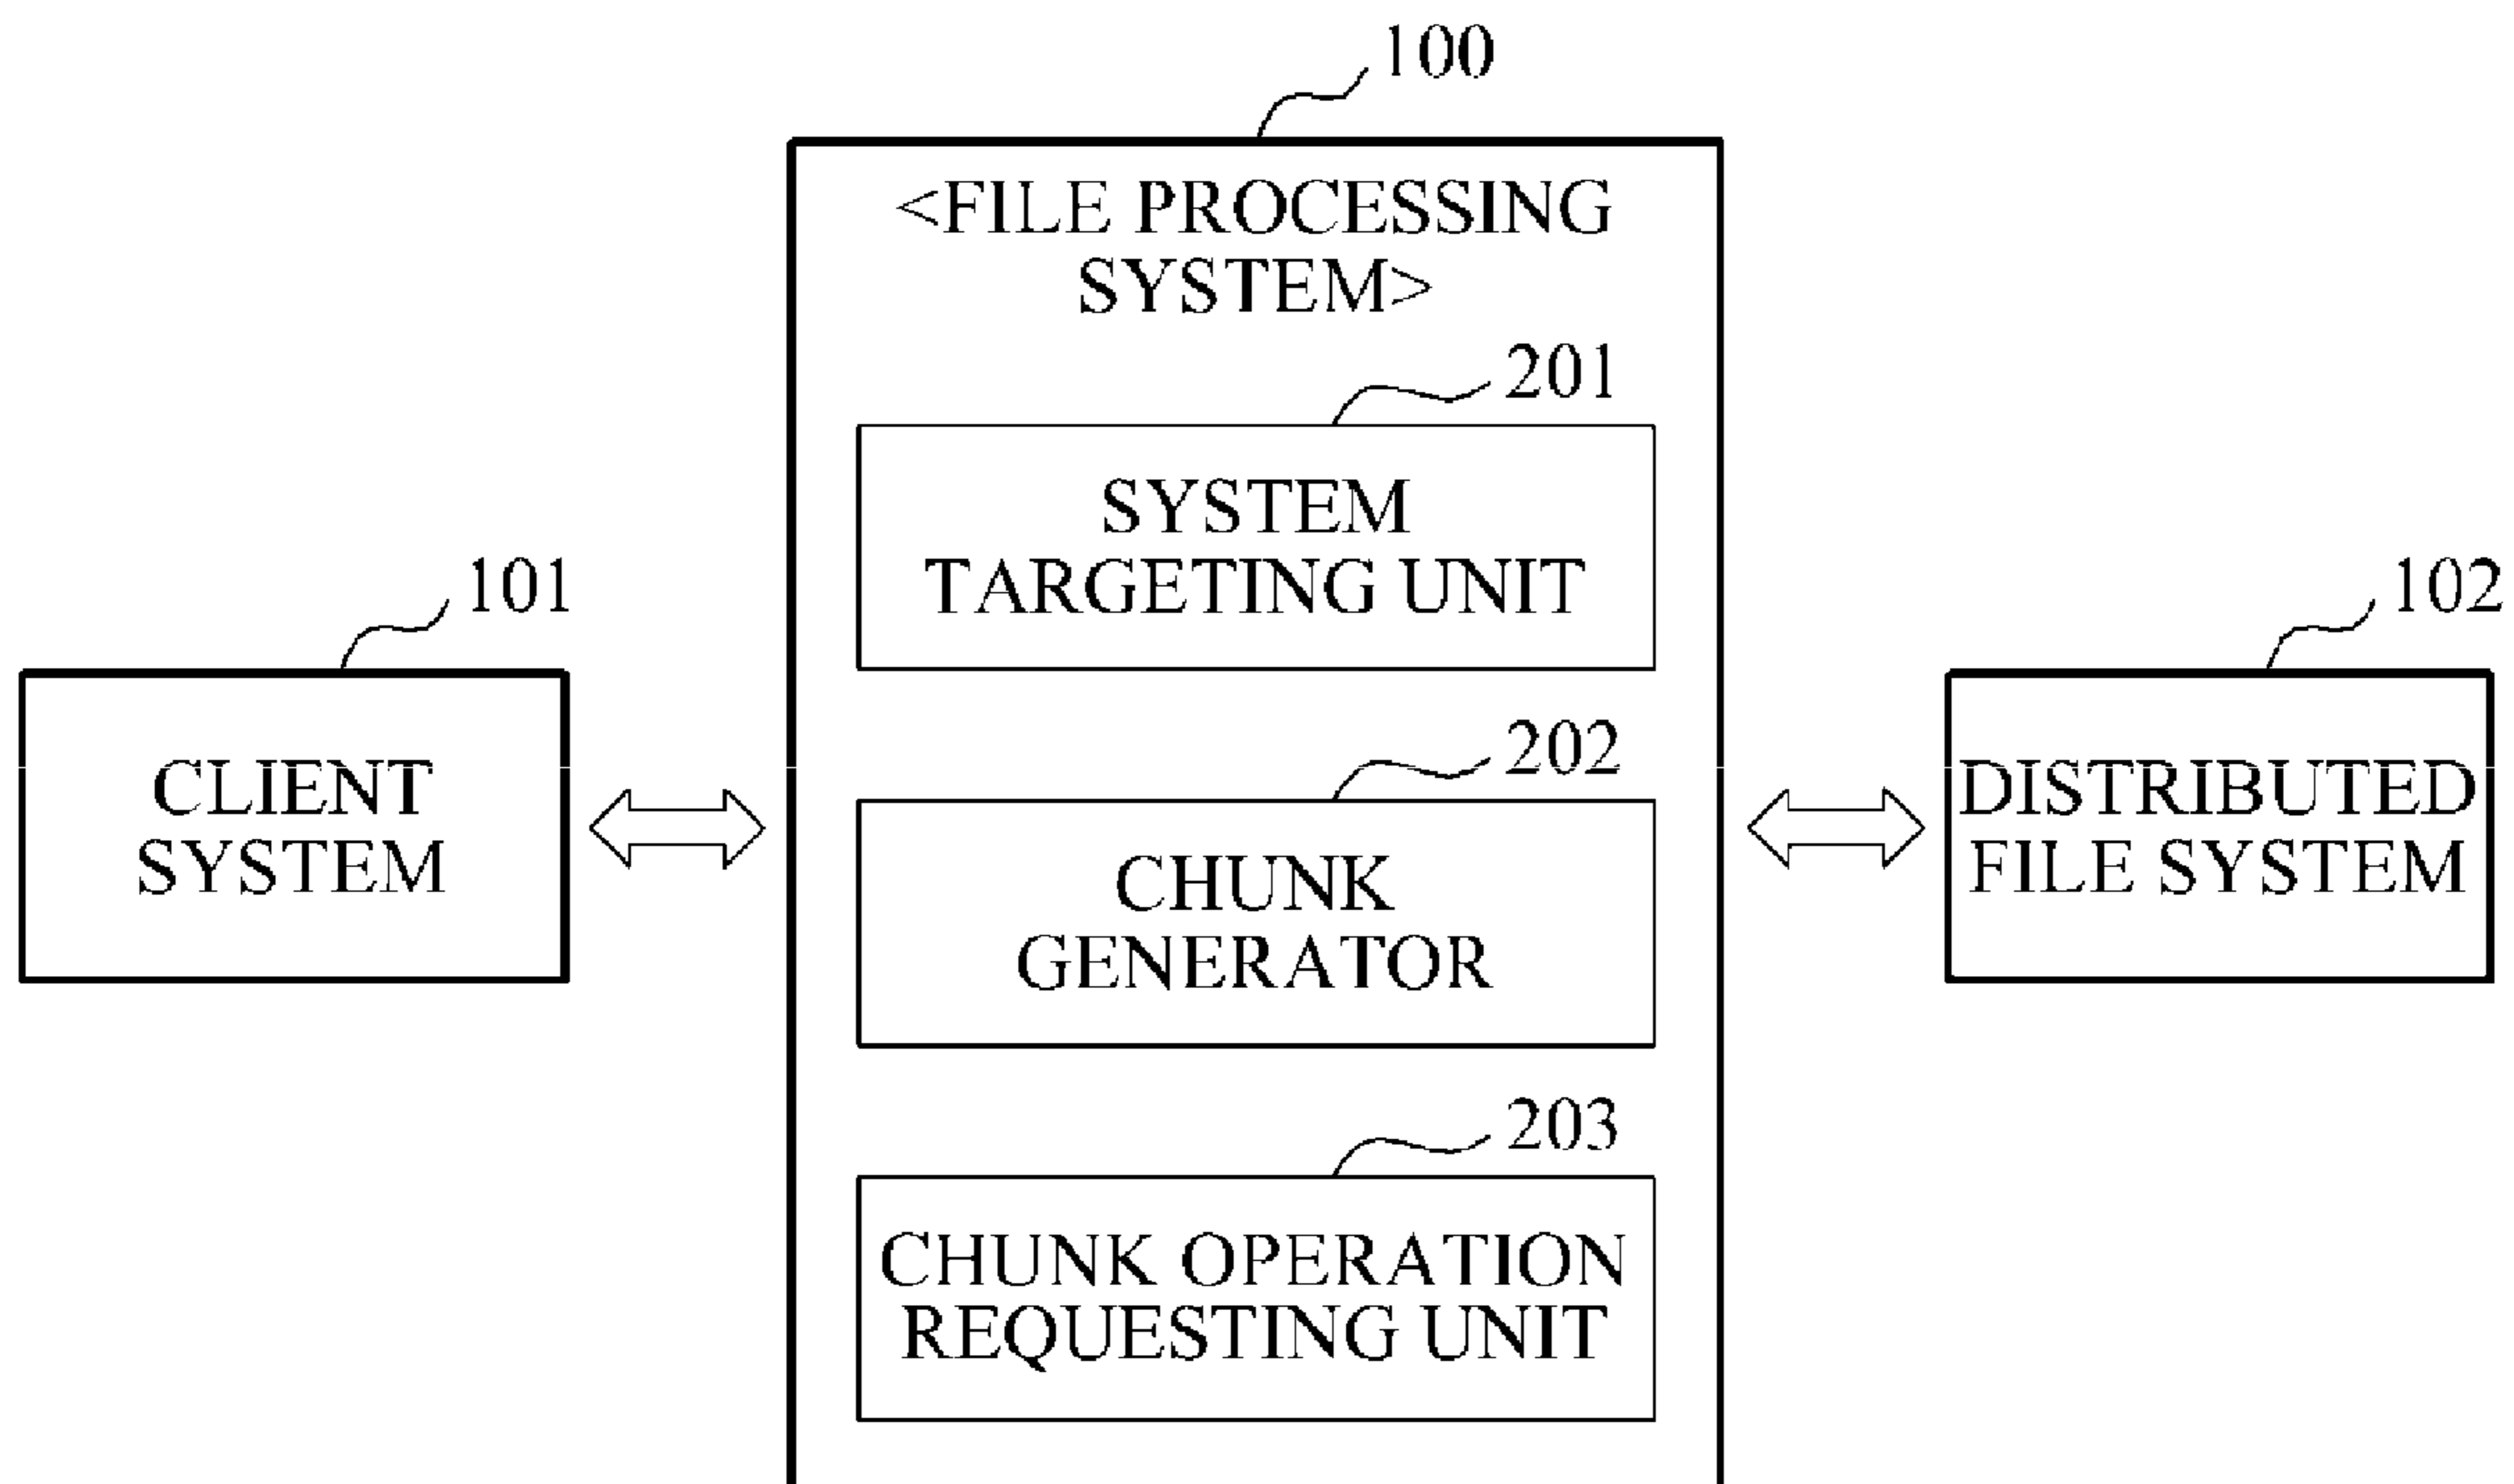 100
<FILE PROCESSING
SYSTEM>
201
SYSTEM
TARGETING UNIT
101
CLIENT
SYSTEM
202
CHUNK
GENERATOR
102
DISTRIBUTED
FILE SYSTEM
203
CHUNK OPERATION
REQUESTING UNIT